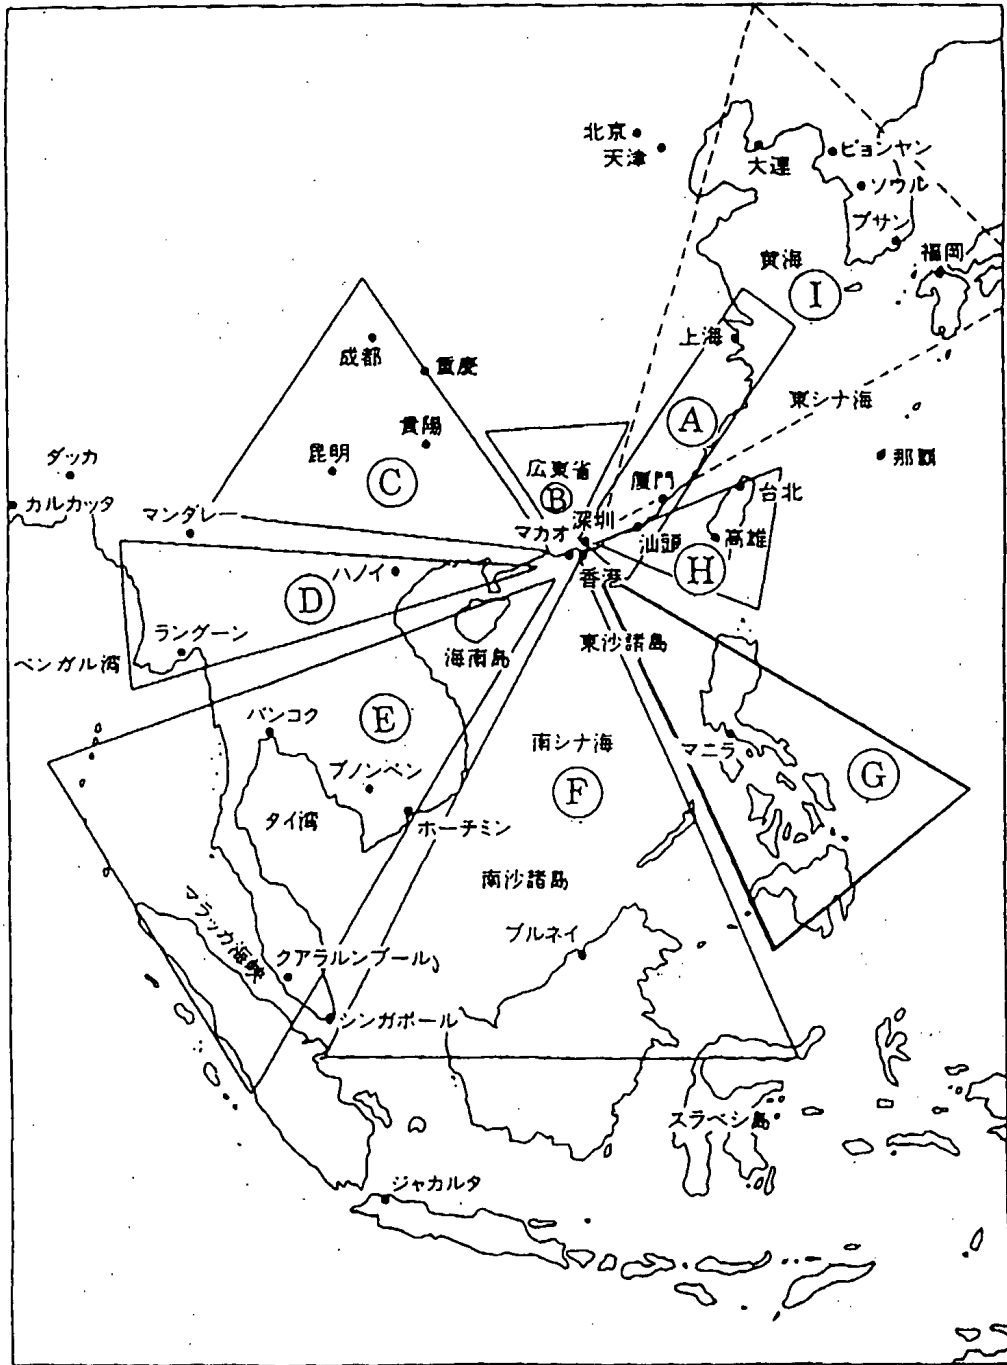 北京
天津
大連
ピョンヤン
ソウル
プサン
黄海
福岡
I
上海
成都
重慶
東シナ海
A
貴陽
広東省
昆明
C
B
厦門
那覇
ダッカ
台北
カルカッタ
マンダレー
マカオ
深圳
汕頭
高雄
ハノイ
香港
H
D
ラングーン
海南島
東沙諸島
ベンガル湾
E
バンコク
南シナ海
マニラ
プノンペン
F
G
タイ湾
ホーチミン
南沙諸島
マラッカ海峡
ブルネイ
クアラルンプール
シンガポール
スラベシ島
ジャカルタ